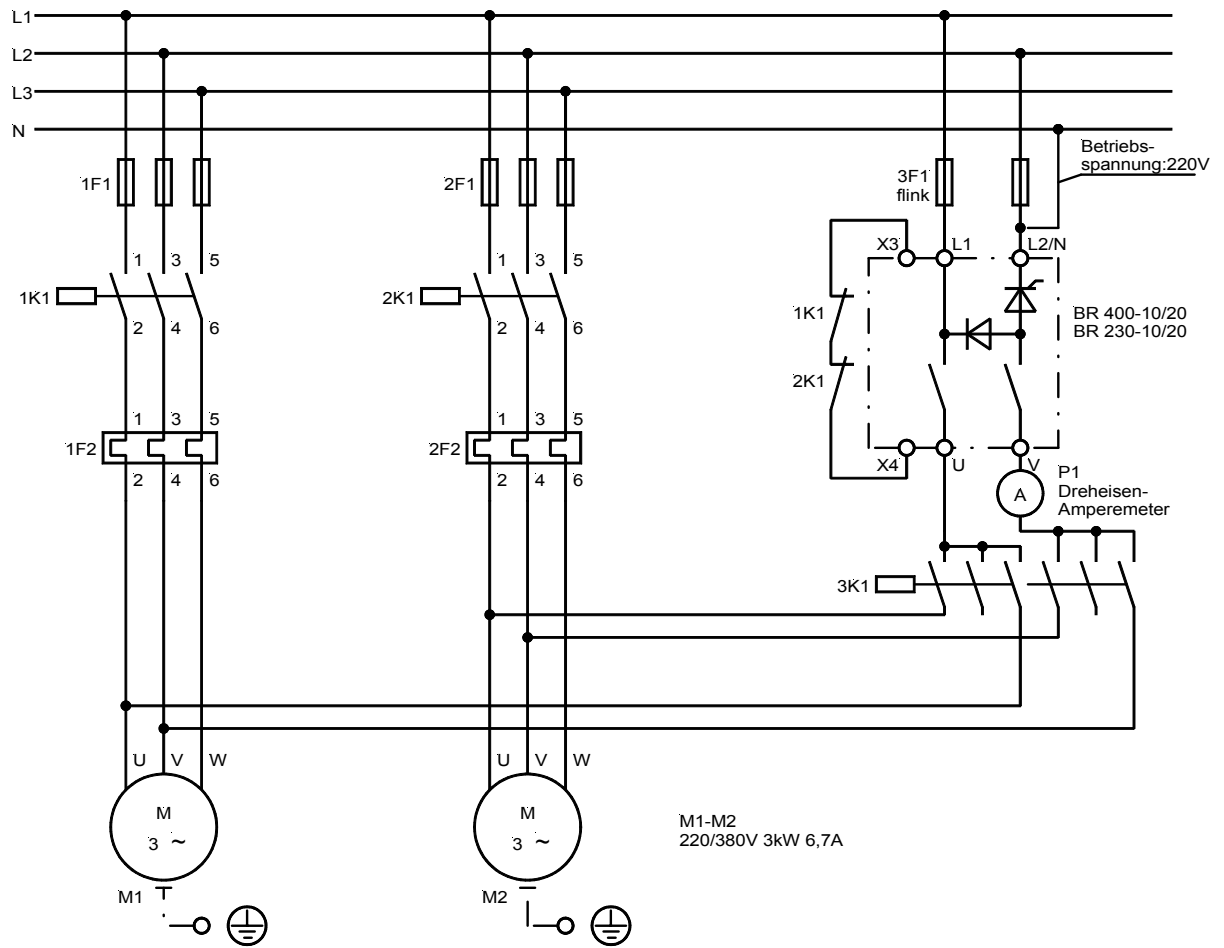 L1
L2
L3
N
Betriebs-
spannung:220V
1F1
2F1
3F1
flink
1 3 5
1 3 5
X3 L1 L2/N
1K1
2K1
1K1
BR 400-10/20
BR 230-10/20
2 4 6
2 4 6
2K1
1 3 5
1 3 5
1F2
2F2
X4 U V
2 4 6
2 4 6
P1
A
Dreheisen-
Amperemeter
3K1
U V W
U V W
M
3 ~
M
3 ~
M1-M2
220/380V 3kW 6,7A
M1
M2